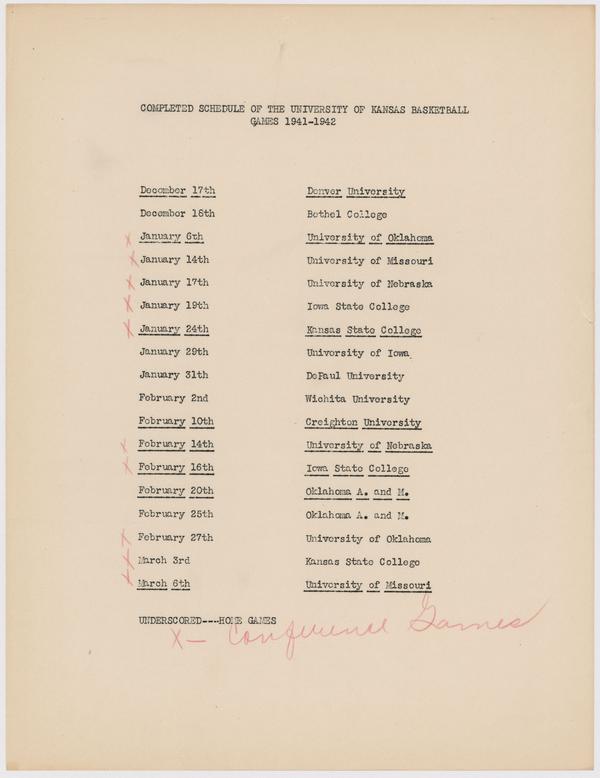 COMPLETED SCHEDULE OF THE UNIVERSITY OF KANSAS BASKETBALL
GAMES 1941-1942
December 17th Denver University
December 18th Bethel College
X January 6th University of Oklahoma
X January 14th University of Missouri
X January 17th University of Nebraska
X January 19th Iowa State College
X January 24th Kansas State College
January 29th University of Iowa
January 31th DePaul University
February 2nd Wichita University
February 10th Creighton University
X February 14th University of Nebraska
X February 16th Iowa State College
February 20th Oklahoma A. and M.
February 25th Oklahoma A. and M.
X February 27th University of Oklahoma
X March 3rd Kansas State College
X March 6th University of Missouri
UNDERSCORED---HOME GAMES
X — Conference Games